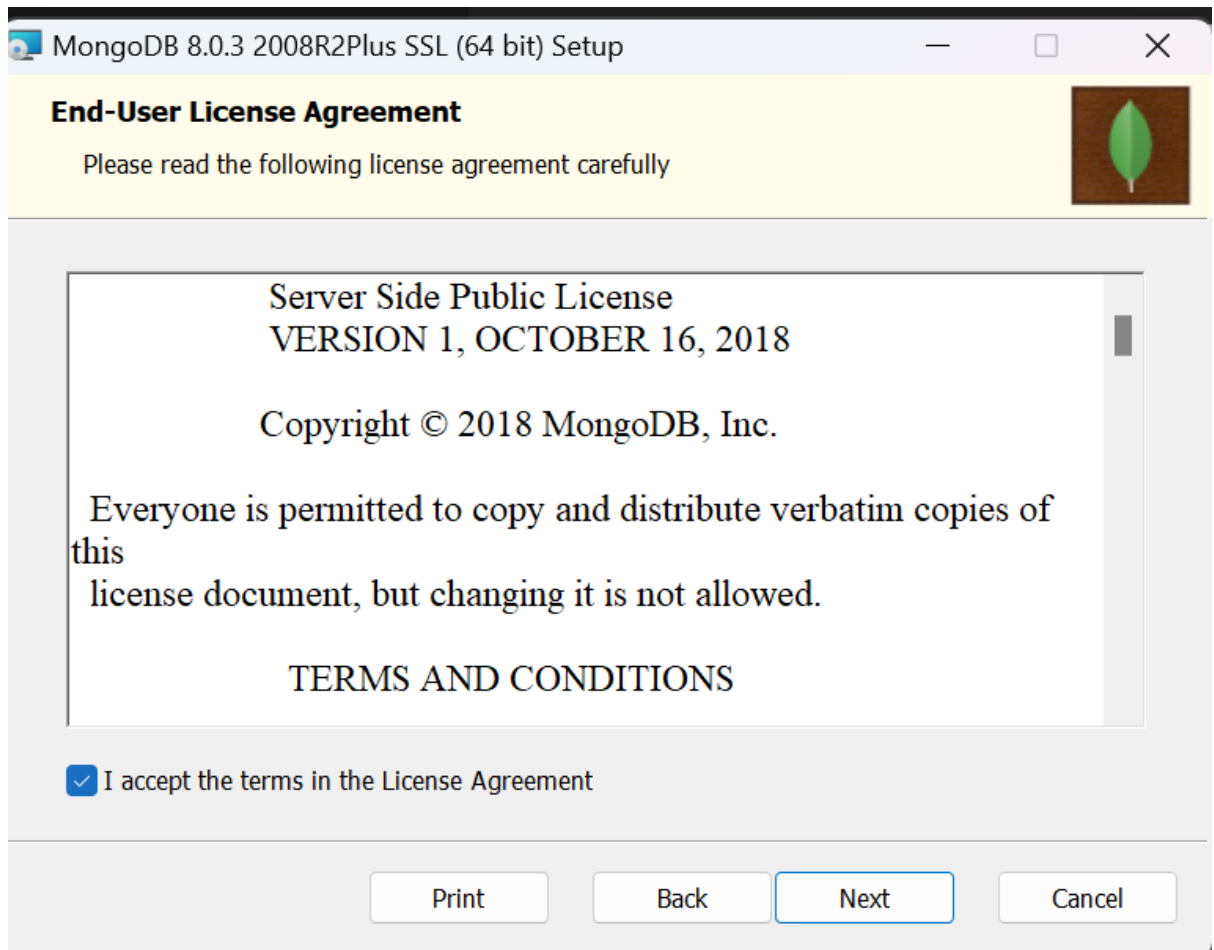 MongoDB 8.0.3 2008R2Plus SSL (64 bit) Setup
End-User License Agreement
Please read the following license agreement carefully
Server Side Public License
VERSION 1, OCTOBER 16, 2018
Copyright © 2018 MongoDB, Inc.
Everyone is permitted to copy and distribute verbatim copies of
this
license document, but changing it is not allowed.
TERMS AND CONDITIONS
I accept the terms in the License Agreement
Print Back Next Cancel